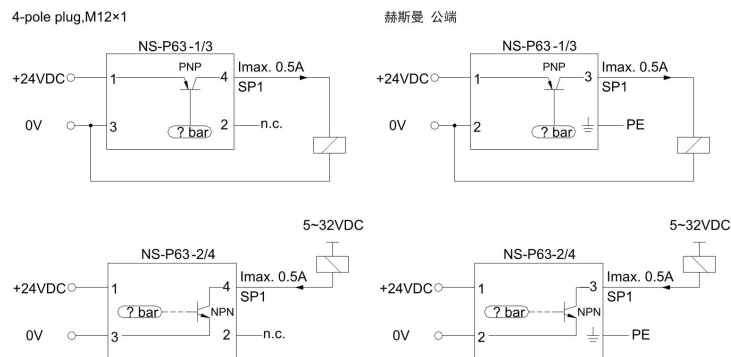 4-pole plug,M12×1
赫斯曼 公端
NS-P63-1/3
+24VDC
1
PNP
4
Imax. 0.5A
SP1
0V
3
? bar
2
n.c.
NS-P63-1/3
+24VDC
1
PNP
3
Imax. 0.5A
SP1
0V
2
? bar
PE
5~32VDC
NS-P63-2/4
+24VDC
1
4
Imax. 0.5A
SP1
? bar
NPN
0V
3
2
n.c.
5~32VDC
NS-P63-2/4
+24VDC
1
3
Imax. 0.5A
SP1
? bar
NPN
0V
2
PE